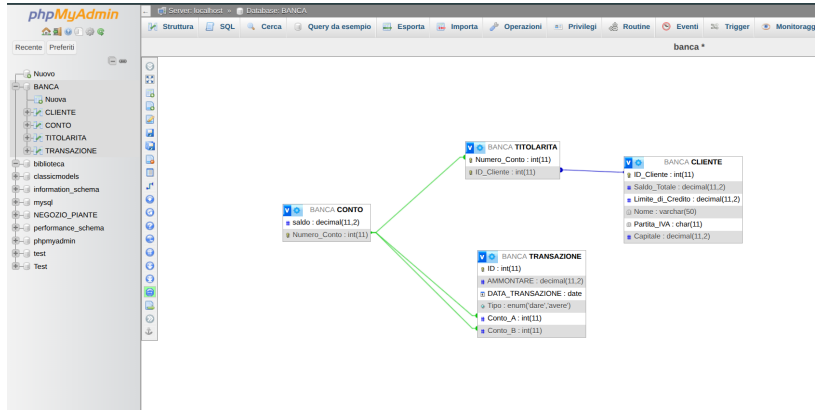 phpMyAdmin
Recente Preferiti
Nuovo
BANCA
Nuova
CLIENTE
CONTO
TITOLARITA
TRANSAZIONE
biblioteca
classicmodels
information_schema
mysql
NEGOZIO_PIANTE
performance_schema
phpmyadmin
test
Test
Server: localhost » Database: BANCA
Struttura SQL Cerca Query da esempio Esporta Importa Operazioni Privilegi Routine Eventi Trigger Monitoragg
banca *
BANCA TITOLARITA
Numero_Conto : int(11)
ID_Cliente : int(11)
BANCA CLIENTE
ID_Cliente : int(11)
Saldo_Totale : decimal(11,2)
Limite_di_Credito : decimal(11,2)
Nome : varchar(50)
Partita_IVA : char(11)
Capitale : decimal(11,2)
BANCA CONTO
saldo : decimal(11,2)
Numero_Conto : int(11)
BANCA TRANSAZIONE
ID : int(11)
AMMONTARE : decimal(11,2)
DATA_TRANSAZIONE : date
Tipo : enum('dare','avere')
Conto_A : int(11)
Conto_B : int(11)